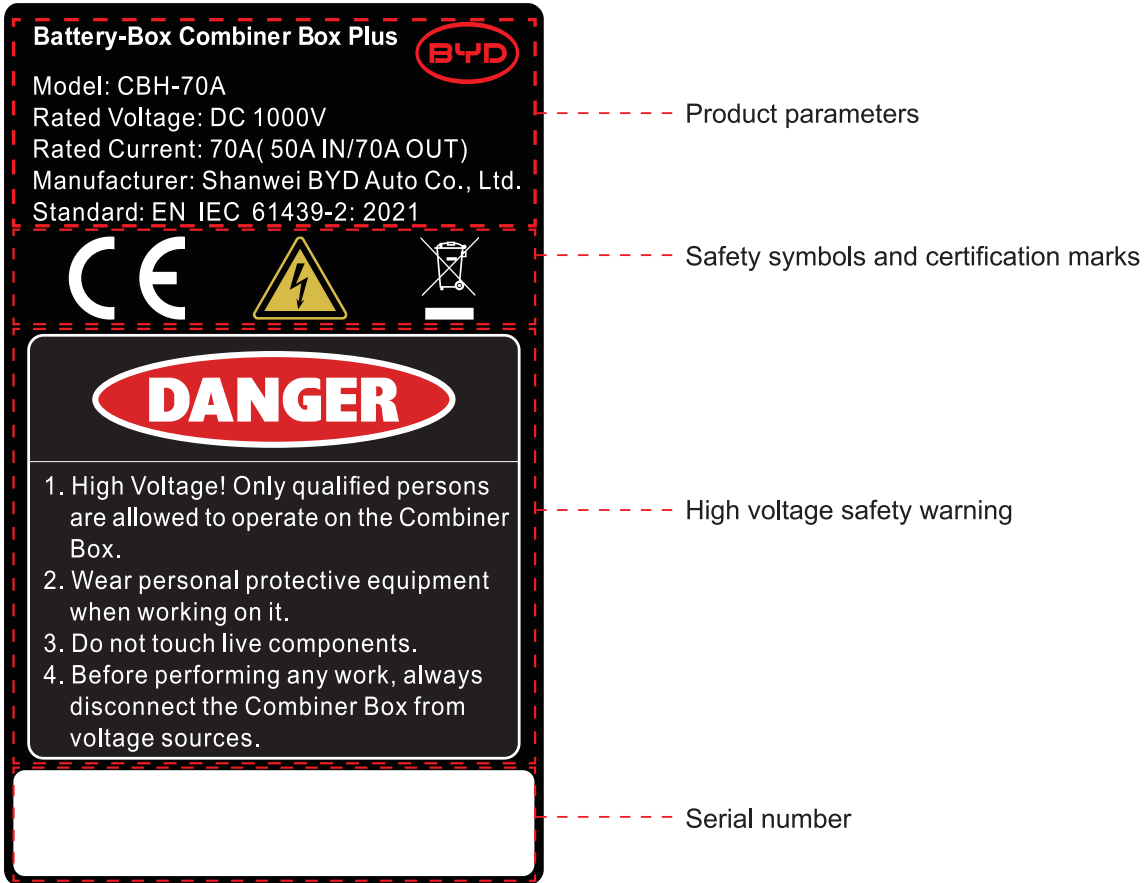 Battery-Box Combiner Box Plus
BYD
Model: CBH-70A
Rated Voltage: DC 1000V
Rated Current: 70A( 50A IN/70A OUT)
Manufacturer: Shanwei BYD Auto Co., Ltd.
Standard: EN IEC 61439-2: 2021
Product parameters
CE
Safety symbols and certification marks
DANGER
1. High Voltage! Only qualified persons
are allowed to operate on the Combiner
Box.
2. Wear personal protective equipment
when working on it.
3. Do not touch live components.
4. Before performing any work, always
disconnect the Combiner Box from
voltage sources.
High voltage safety warning
Serial number